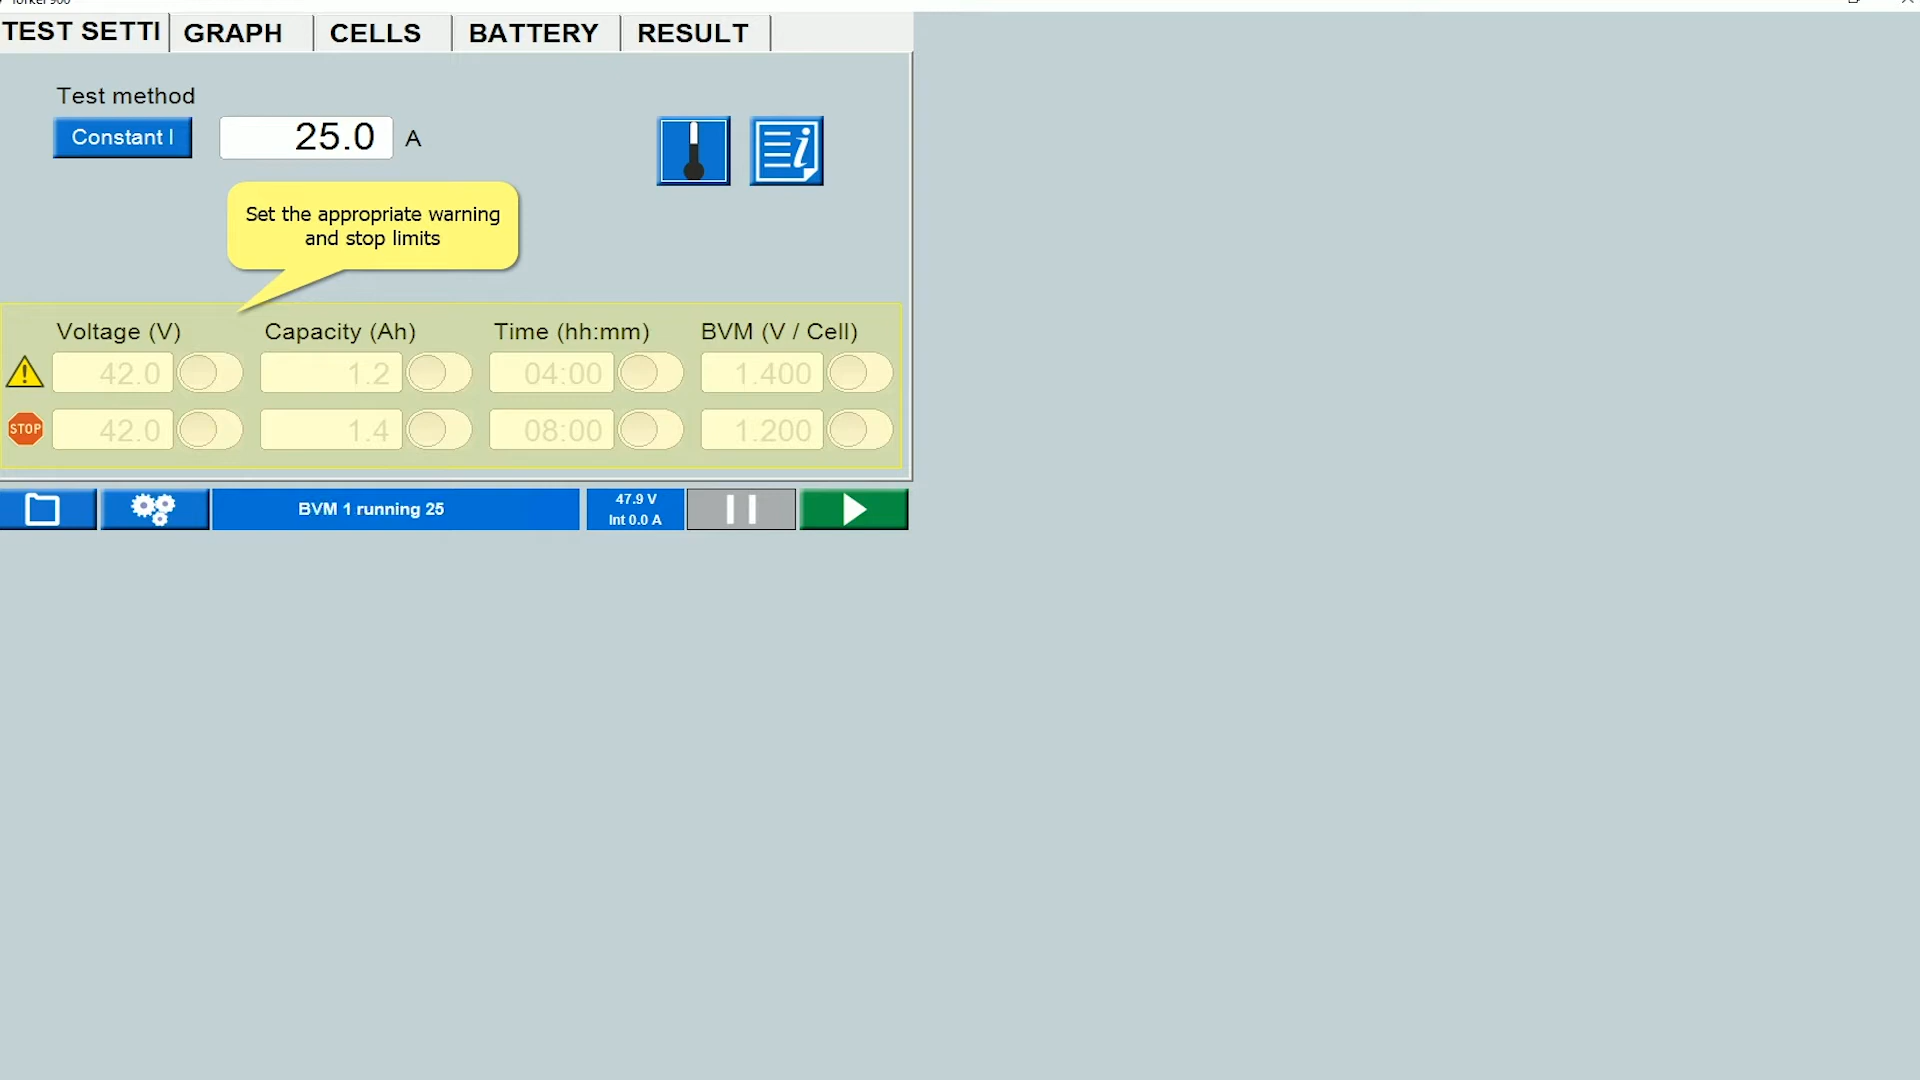 Torkel 900
TEST SETTI GRAPH CELLS BATTERY RESULT
Test method
Constant I 25.0 A
Set the appropriate warning
and stop limits
Voltage (V) Capacity (Ah) Time (hh:mm) BVM (V / Cell)
42.0 1.2 04:00 1.400
STOP 42.0 1.4 08:00 1.200
BVM 1 running 25
47.9 V
Int 0.0 A